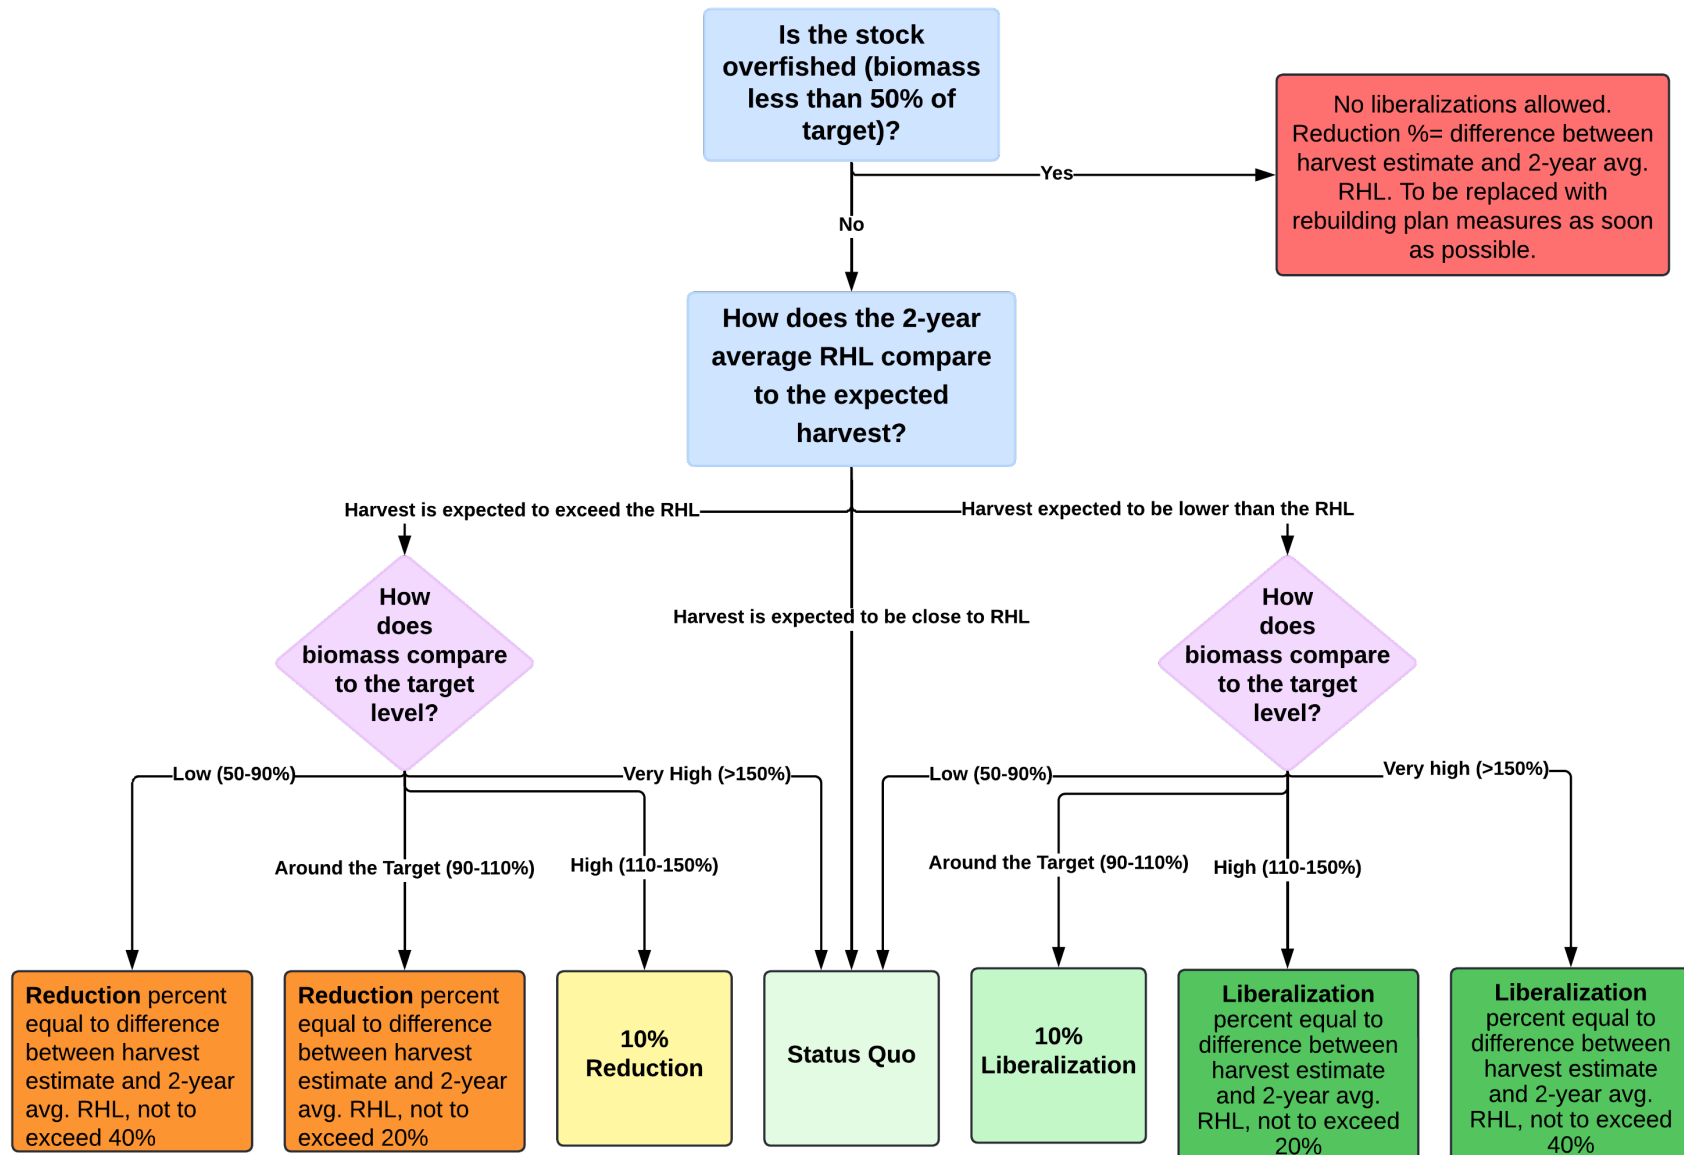 Is the stock
overfished (biomass
less than 50% of
target)?
No liberalizations allowed.
Reduction %= difference between
harvest estimate and 2-year avg.
RHL. To be replaced with
rebuilding plan measures as soon
as possible.
Yes
No
How does the 2-year
average RHL compare
to the expected
harvest?
Harvest is expected to exceed the RHL
Harvest expected to be lower than the RHL
Harvest is expected to be close to RHL
How
does
biomass compare
to the target
level?
How
does
biomass compare
to the target
level?
Low (50-90%)
Very High (>150%)
Low (50-90%)
Very high (>150%)
Around the Target (90-110%)
High (110-150%)
Around the Target (90-110%)
High (110-150%)
Reduction percent
equal to difference
between harvest
estimate and 2-year
avg. RHL, not to
exceed 40%
Reduction percent
equal to difference
between harvest
estimate and 2-year
avg. RHL, not to
exceed 20%
10%
Reduction
Status Quo
10%
Liberalization
Liberalization
percent equal to
difference between
harvest estimate
and 2-year avg.
RHL, not to exceed
20%
Liberalization
percent equal to
difference between
harvest estimate
and 2-year avg.
RHL, not to exceed
40%